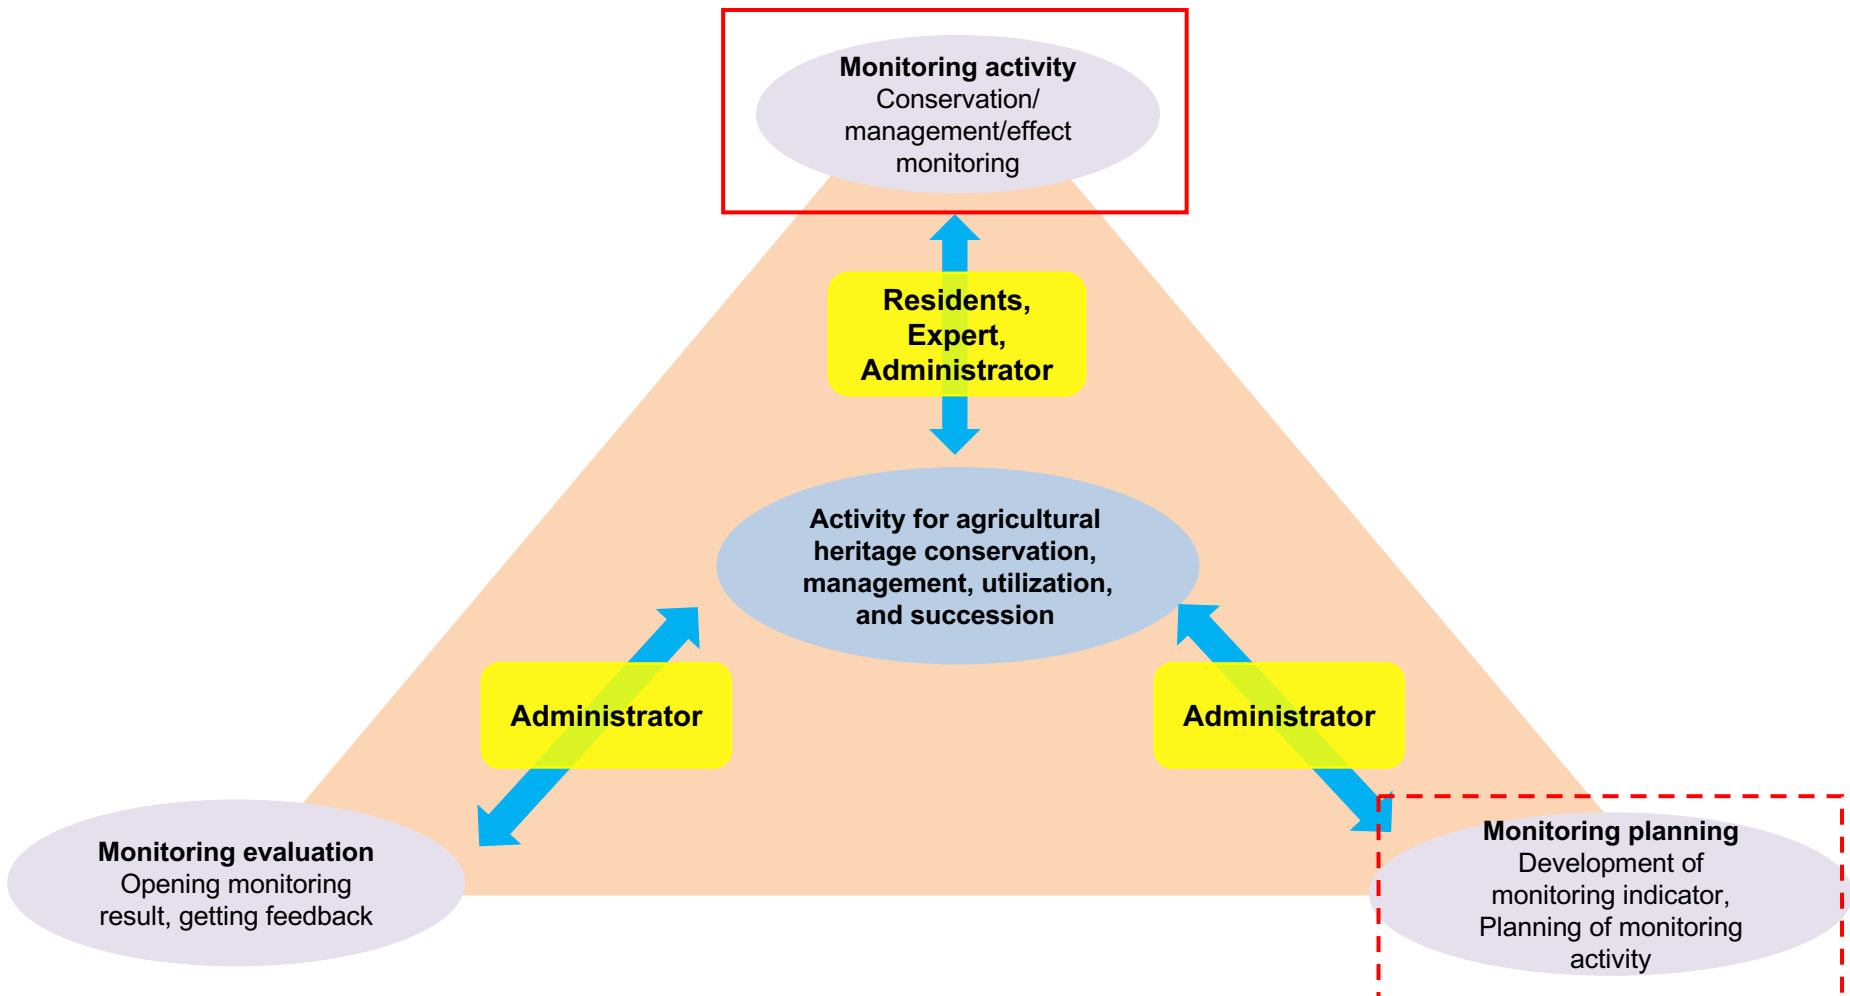 Monitoring activity
Conservation/
management/effect
monitoring
Residents,
Expert,
Administrator
Activity for agricultural
heritage conservation,
management, utilization,
and succession
Administrator
Administrator
Monitoring evaluation
Opening monitoring
result, getting feedback
Monitoring planning
Development of
monitoring indicator,
Planning of monitoring
activity